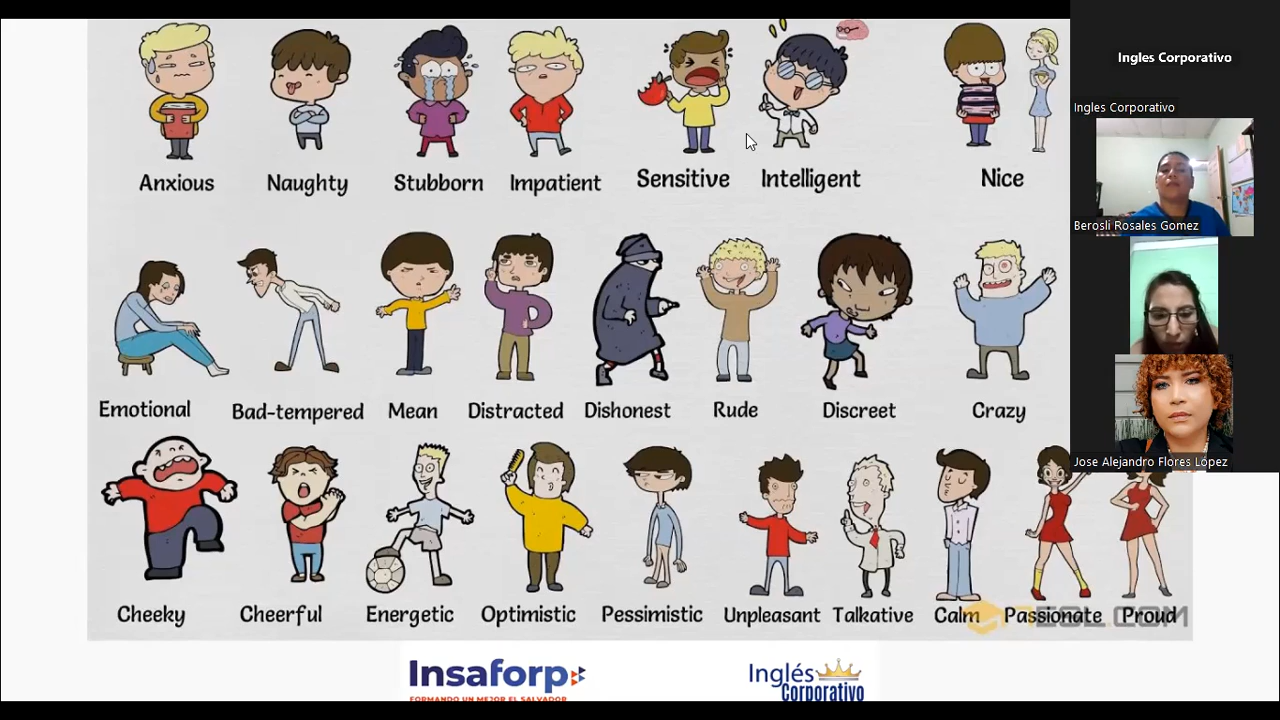 Ingles Corporativo
Ingles Corporativo
Anxious Naughty Stubborn Impatient Sensitive Intelligent Nice
Berosli Rosales Gomez
Emotional Bad-tempered Mean Distracted Dishonest Rude Discreet Crazy
Jose Alejandro Flores López
Cheeky Cheerful Energetic Optimistic Pessimistic Unpleasant Talkative Calm Passionate Proud
ESL.COM
Insaforp
FORMANDO UN MEJOR EL SALVADOR
Inglés
Corporativo